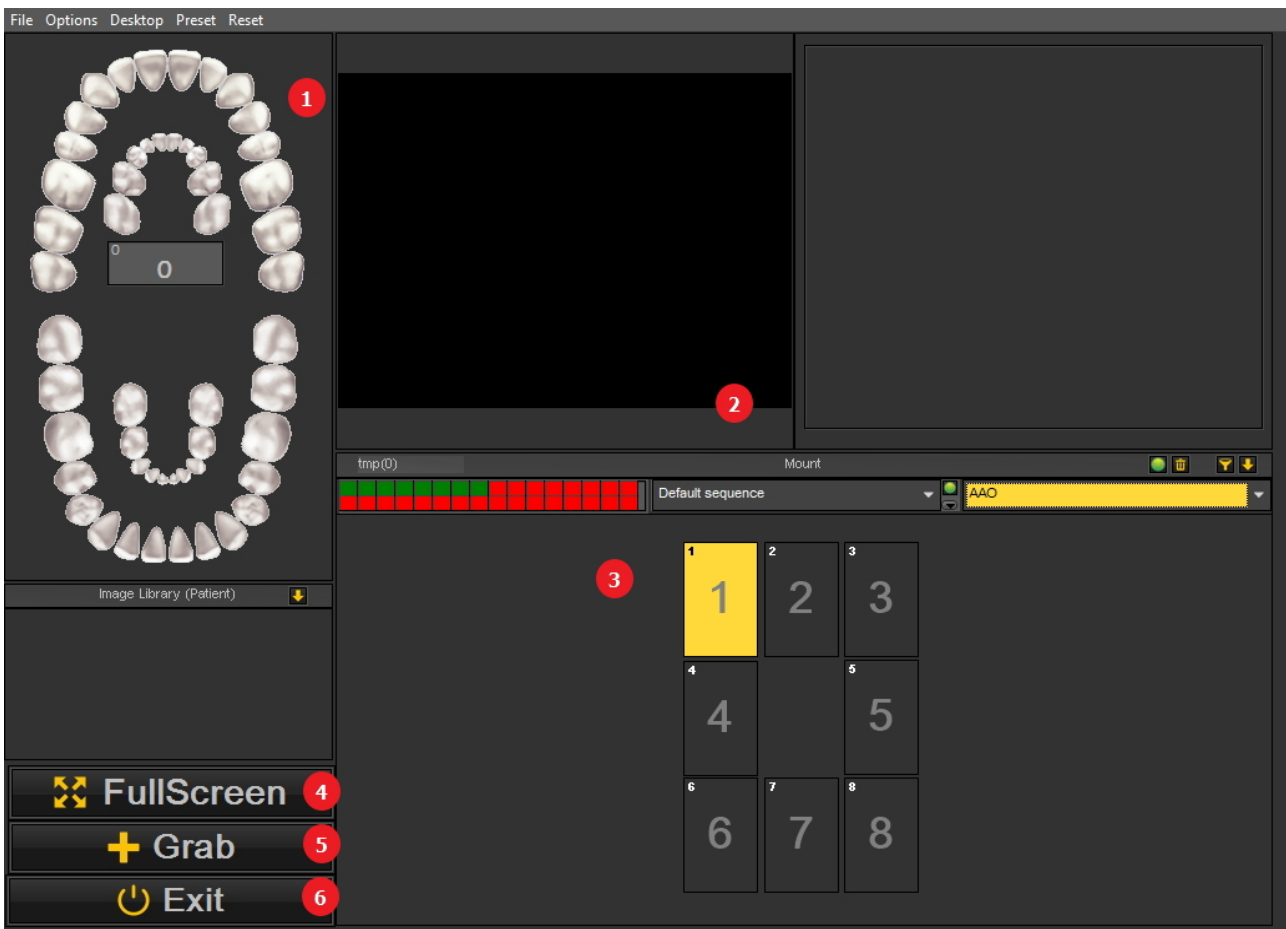 File Options Desktop Preset Reset
1
0
0
2
tmp(0) Mount
Default sequence AAO
3
1 2 3
1 2 3
4 5
4 5
6 7 8
6 7 8
Image Library (Patient)
FullScreen 4
Grab 5
Exit 6